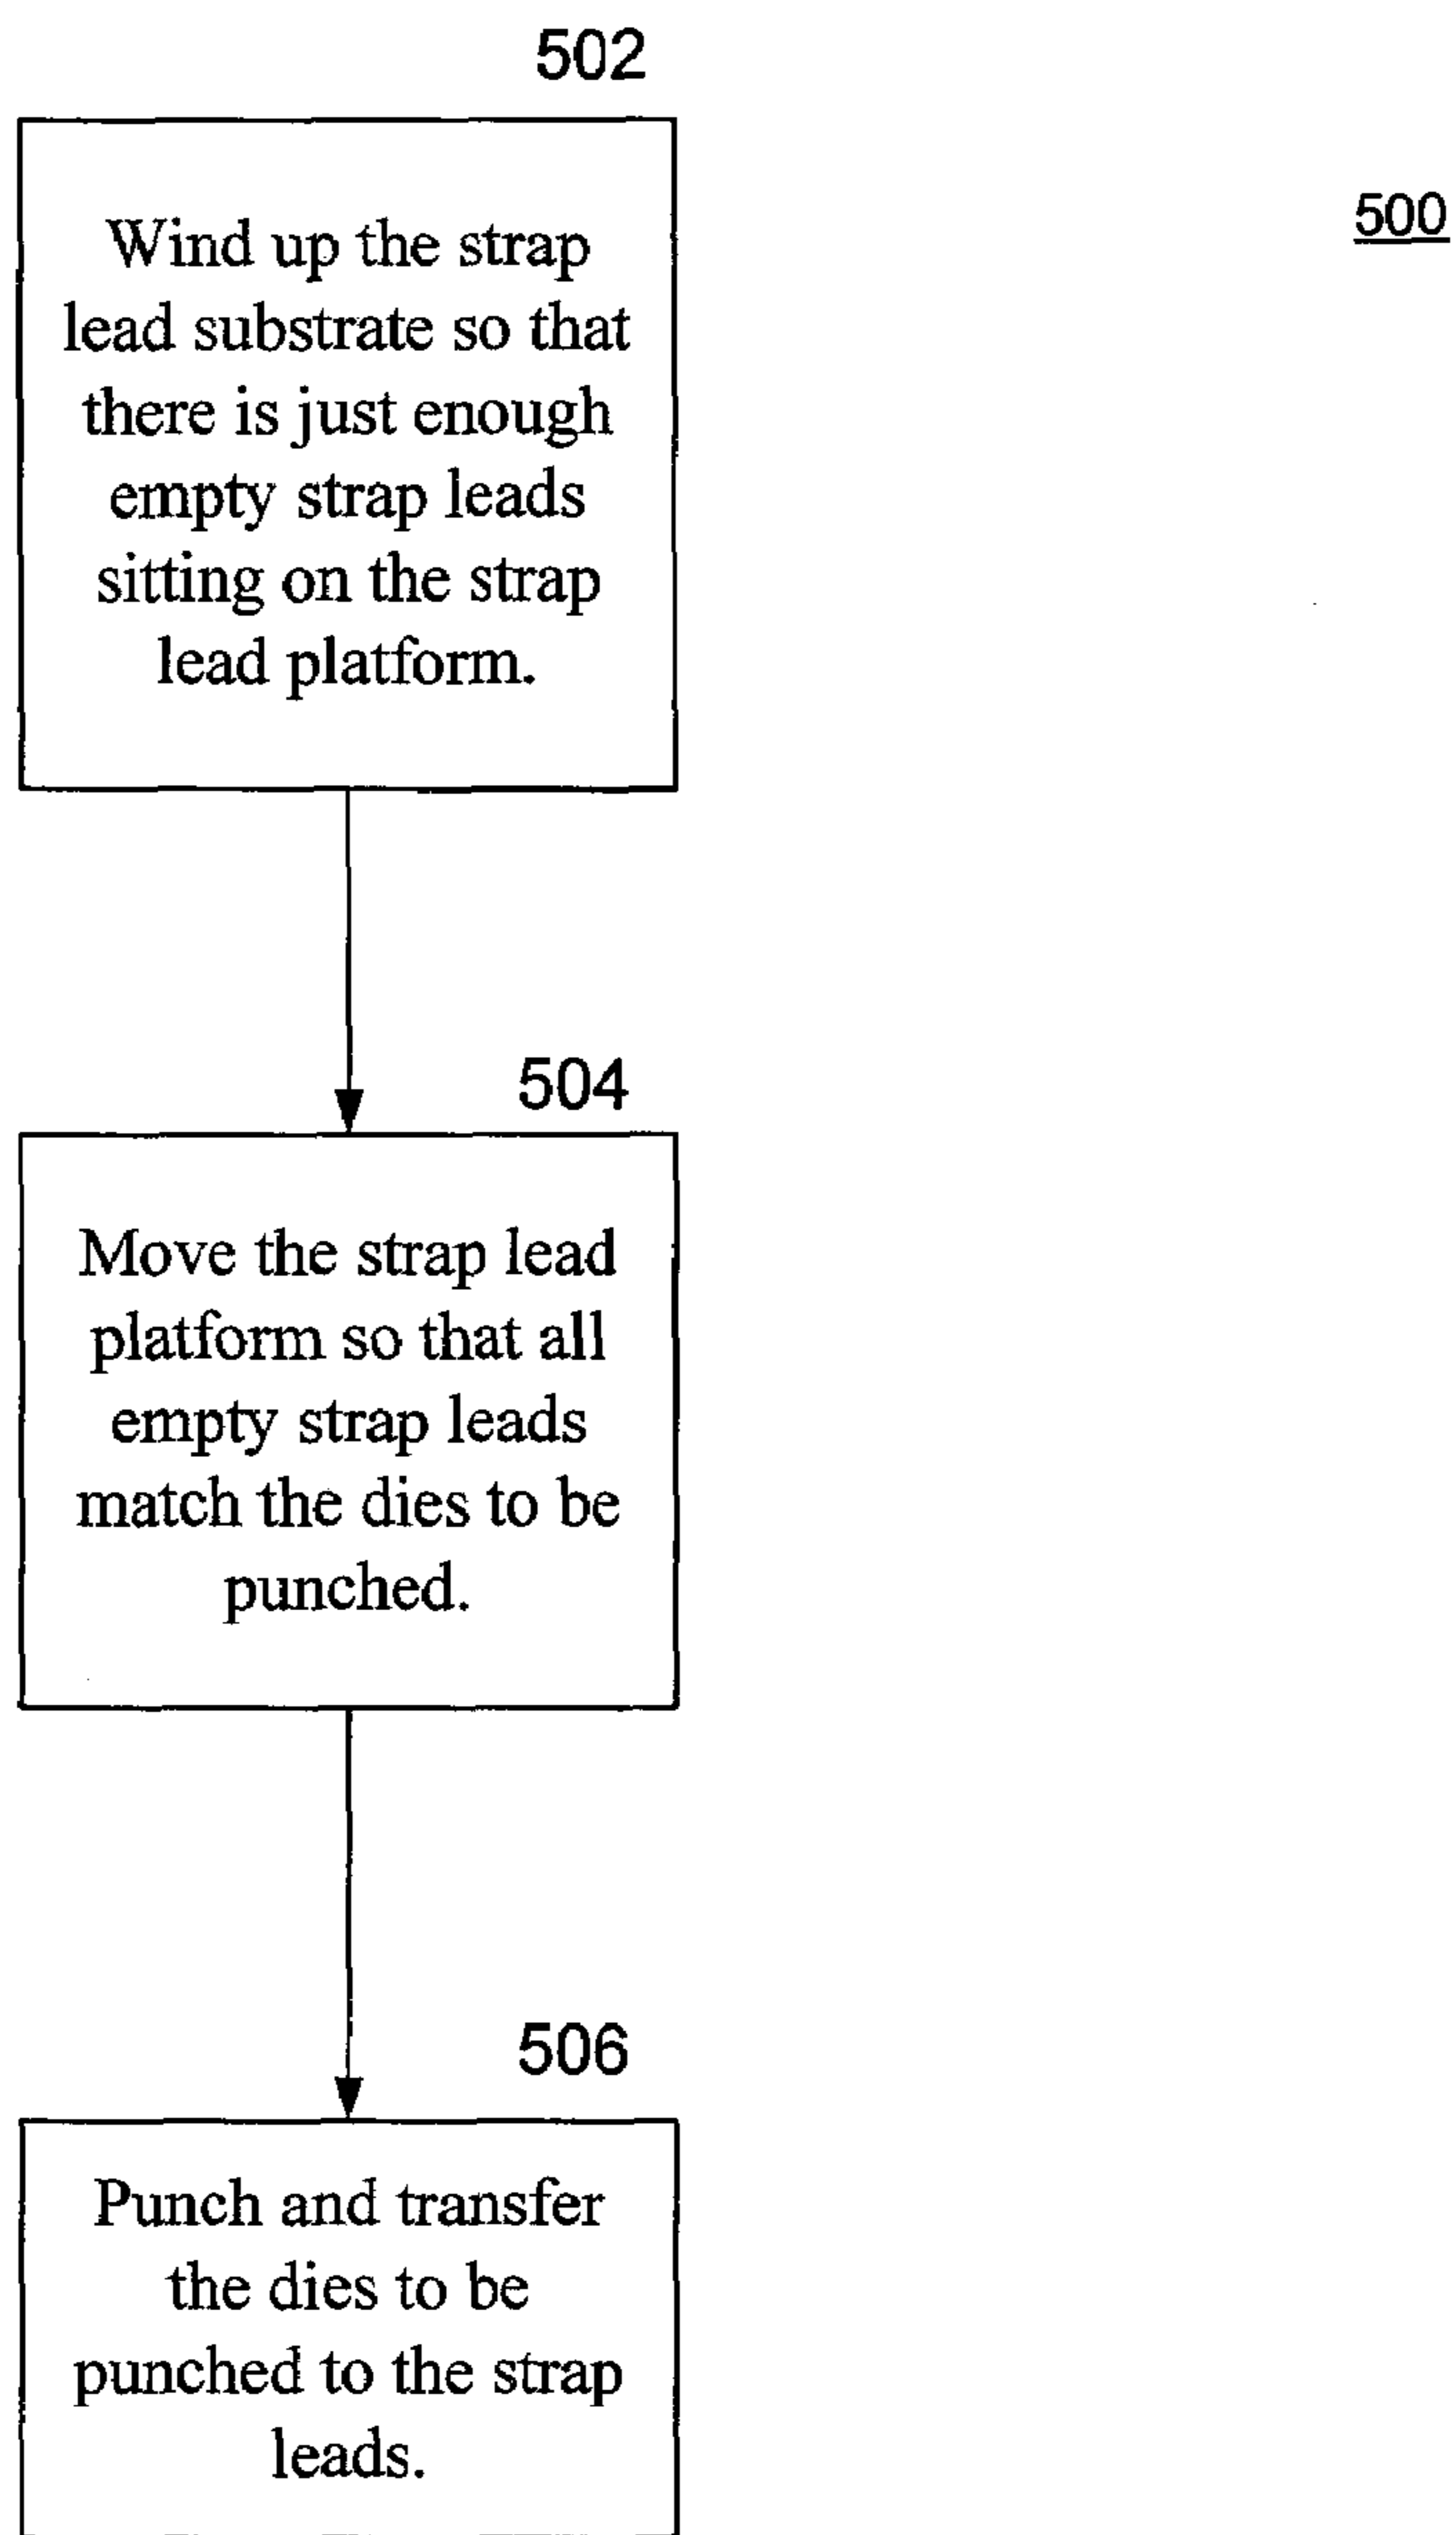 502
500
Wind up the strap
lead substrate so that
there is just enough
empty strap leads
sitting on the strap
lead platform.
504
Move the strap lead
platform so that all
empty strap leads
match the dies to be
punched.
506
Punch and transfer
the dies to be
punched to the strap
leads.